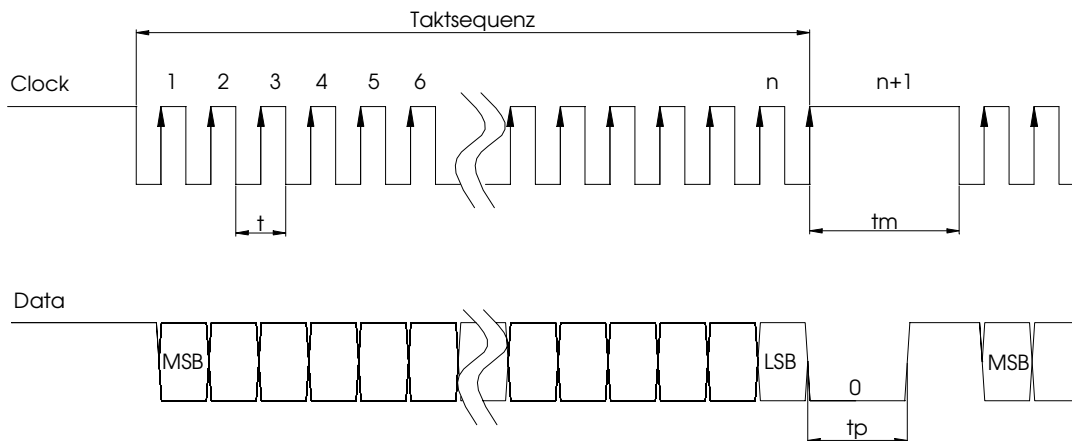 Taktsequenz
Clock 1 2 3 4 5 6 n n+1
t tm
Data
MSB LSB 0 MSB
tp